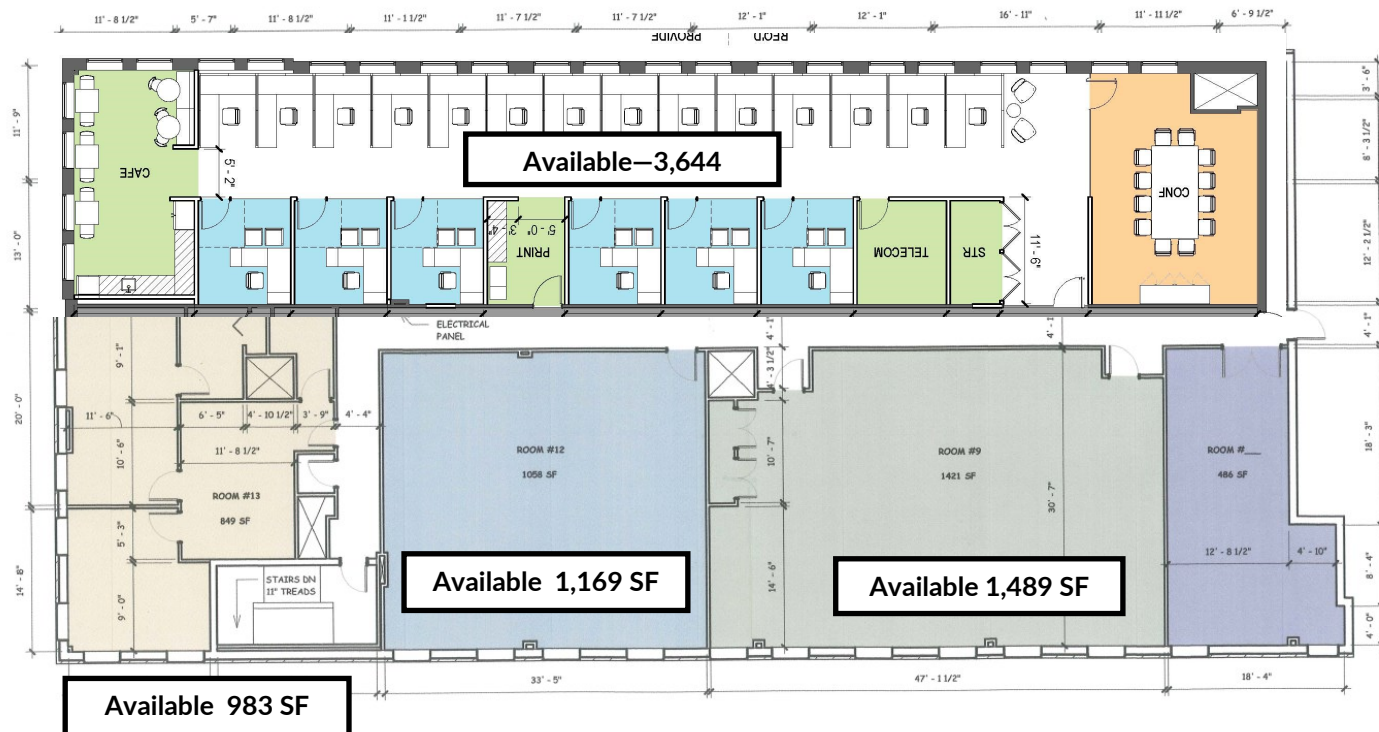 11' - 8 1/2"
5' - 7"
11' - 8 1/2"
11' - 1 1/2"
11' - 7 1/2"
11' - 7 1/2"
12' - 1"
12' - 1"
16' - 11"
11' - 11 1/2"
6' - 9 1/2"
PROVIDE
REQ'D
11' - 9"
13' - 0"
20' - 0"
14' - 8"
3' - 6"
8' - 3 1/2"
12' - 2 1/2"
4' - 1"
18' - 3"
8' - 4"
4' - 0"
CAFE
5' - 2"
Available—3,644
CONF
3' - 4"
5' - 0"
PRINT
TELECOM
STR
11' - 6"
ELECTRICAL
PANEL
9' - 1"
11' - 6"
6' - 5"
4' - 10 1/2"
3' - 9"
4' - 4"
10' - 6"
11' - 8 1/2"
ROOM #13
849 SF
5' - 3"
9' - 0"
STAIRS DN
11" TREADS
ROOM #12
1058 SF
Available 1,169 SF
4' - 1"
4' - 3 1/2"
10' - 7"
14' - 6"
ROOM #9
1421 SF
30' - 7"
Available 1,489 SF
ROOM #__
486 SF
12' - 8 1/2"
4' - 10"
33' - 5"
47' - 1 1/2"
18' - 4"
Available 983 SF